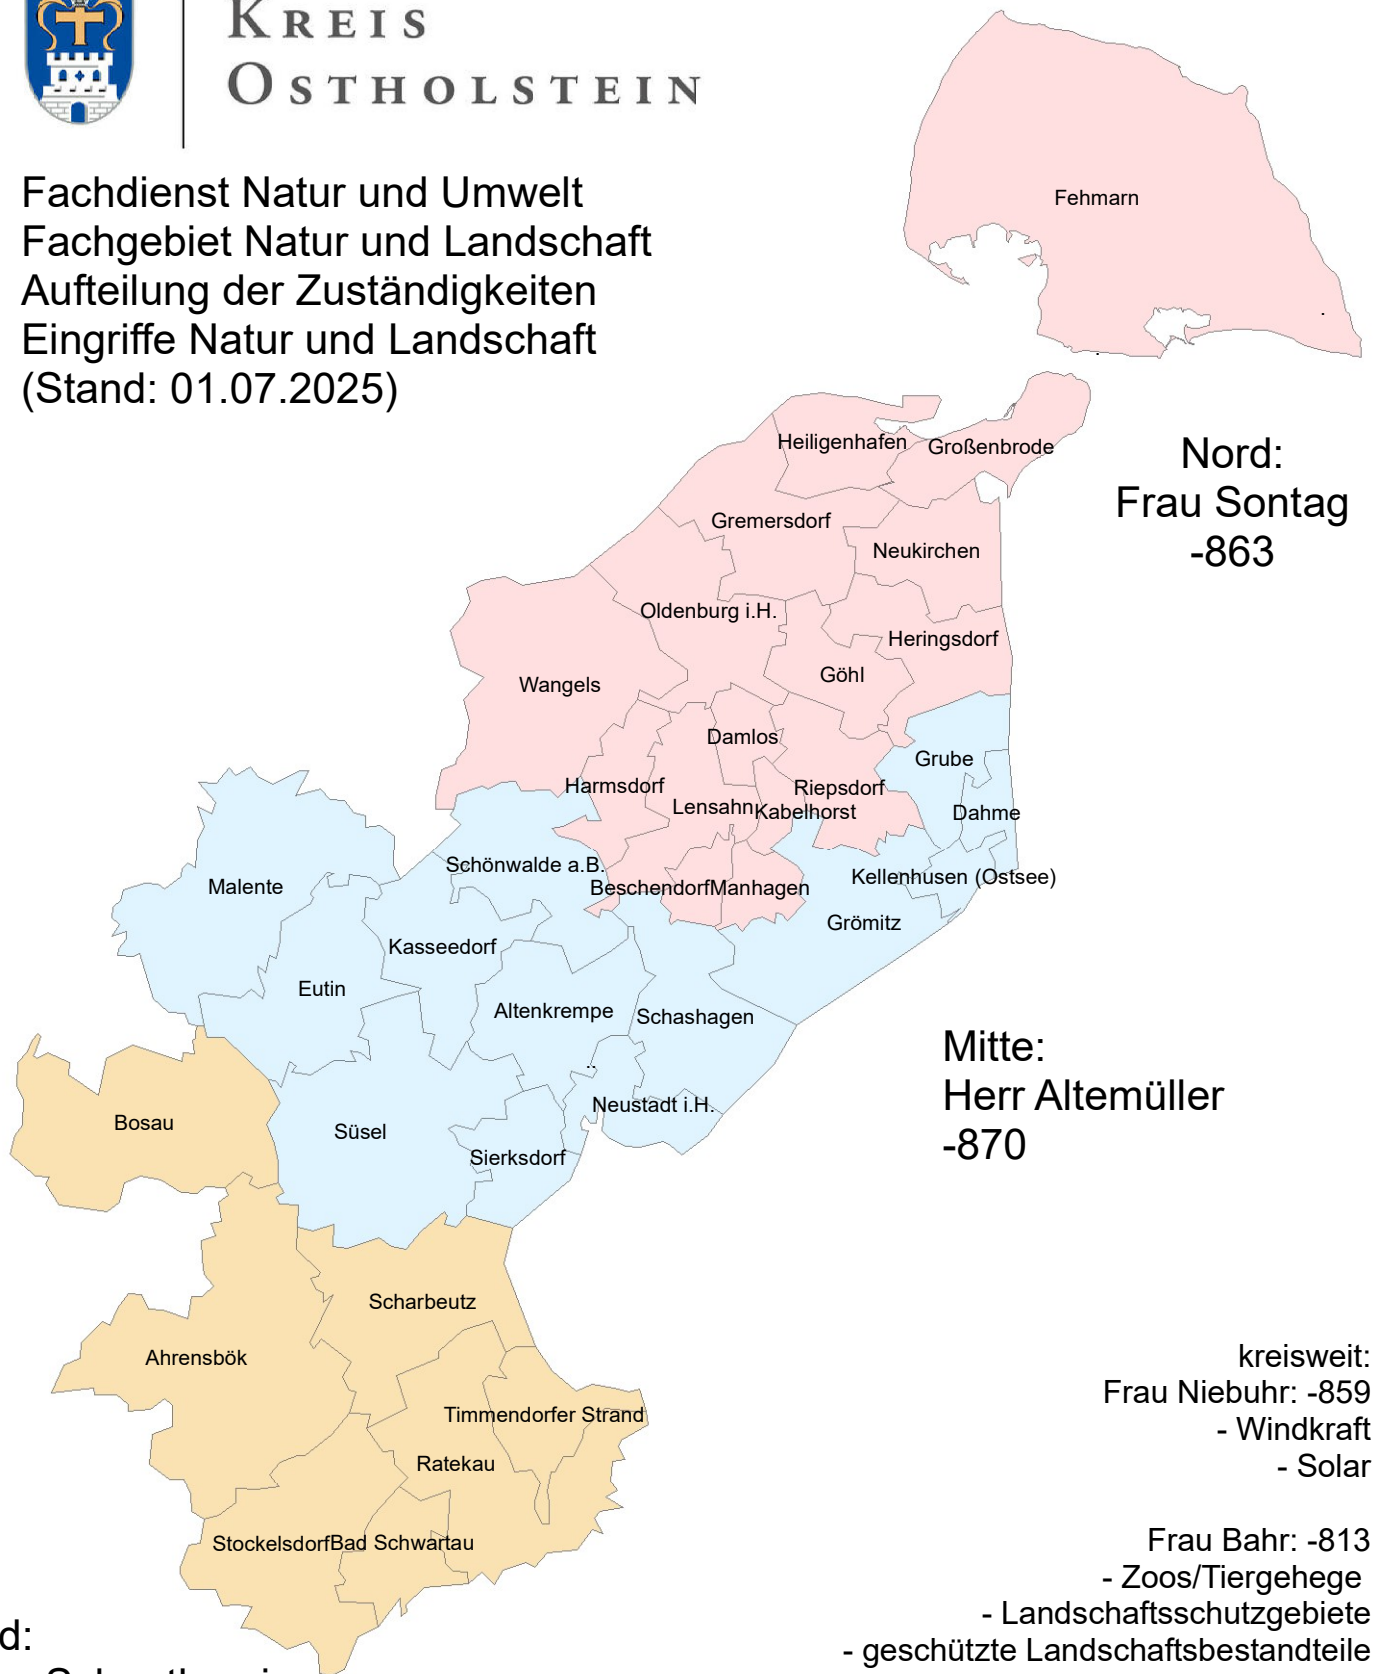 KREIS
OSTHOLSTEIN
Fachdienst Natur und Umwelt
Fachgebiet Natur und Landschaft
Aufteilung der Zuständigkeiten
Eingriffe Natur und Landschaft
(Stand: 01.07.2025)
Fehmarn
Heiligenhafen
Großenbrode
Nord:
Frau Sontag
-863
Gremersdorf
Neukirchen
Oldenburg i.H.
Heringsdorf
Göhl
Wangels
Damlos
Grube
Harmsdorf
Riepsdorf
Lensahn
Kabelhorst
Dahme
Schönwalde a.B.
Malente
Beschendorf
Manhagen
Kellenhusen (Ostsee)
Grömitz
Kasseedorf
Eutin
Altenkrempe
Schashagen
Mitte:
Herr Altemüller
-870
Neustadt i.H.
Bosau
Süsel
Sierksdorf
Scharbeutz
Ahrensbök
Timmendorfer Strand
Ratekau
Stockelsdorf
Bad Schwartau
kreisweit:
Frau Niebuhr: -859
- Windkraft
- Solar
Frau Bahr: -813
- Zoos/Tiergehege
- Landschaftsschutzgebiete
- geschützte Landschaftsbestandteile
d: